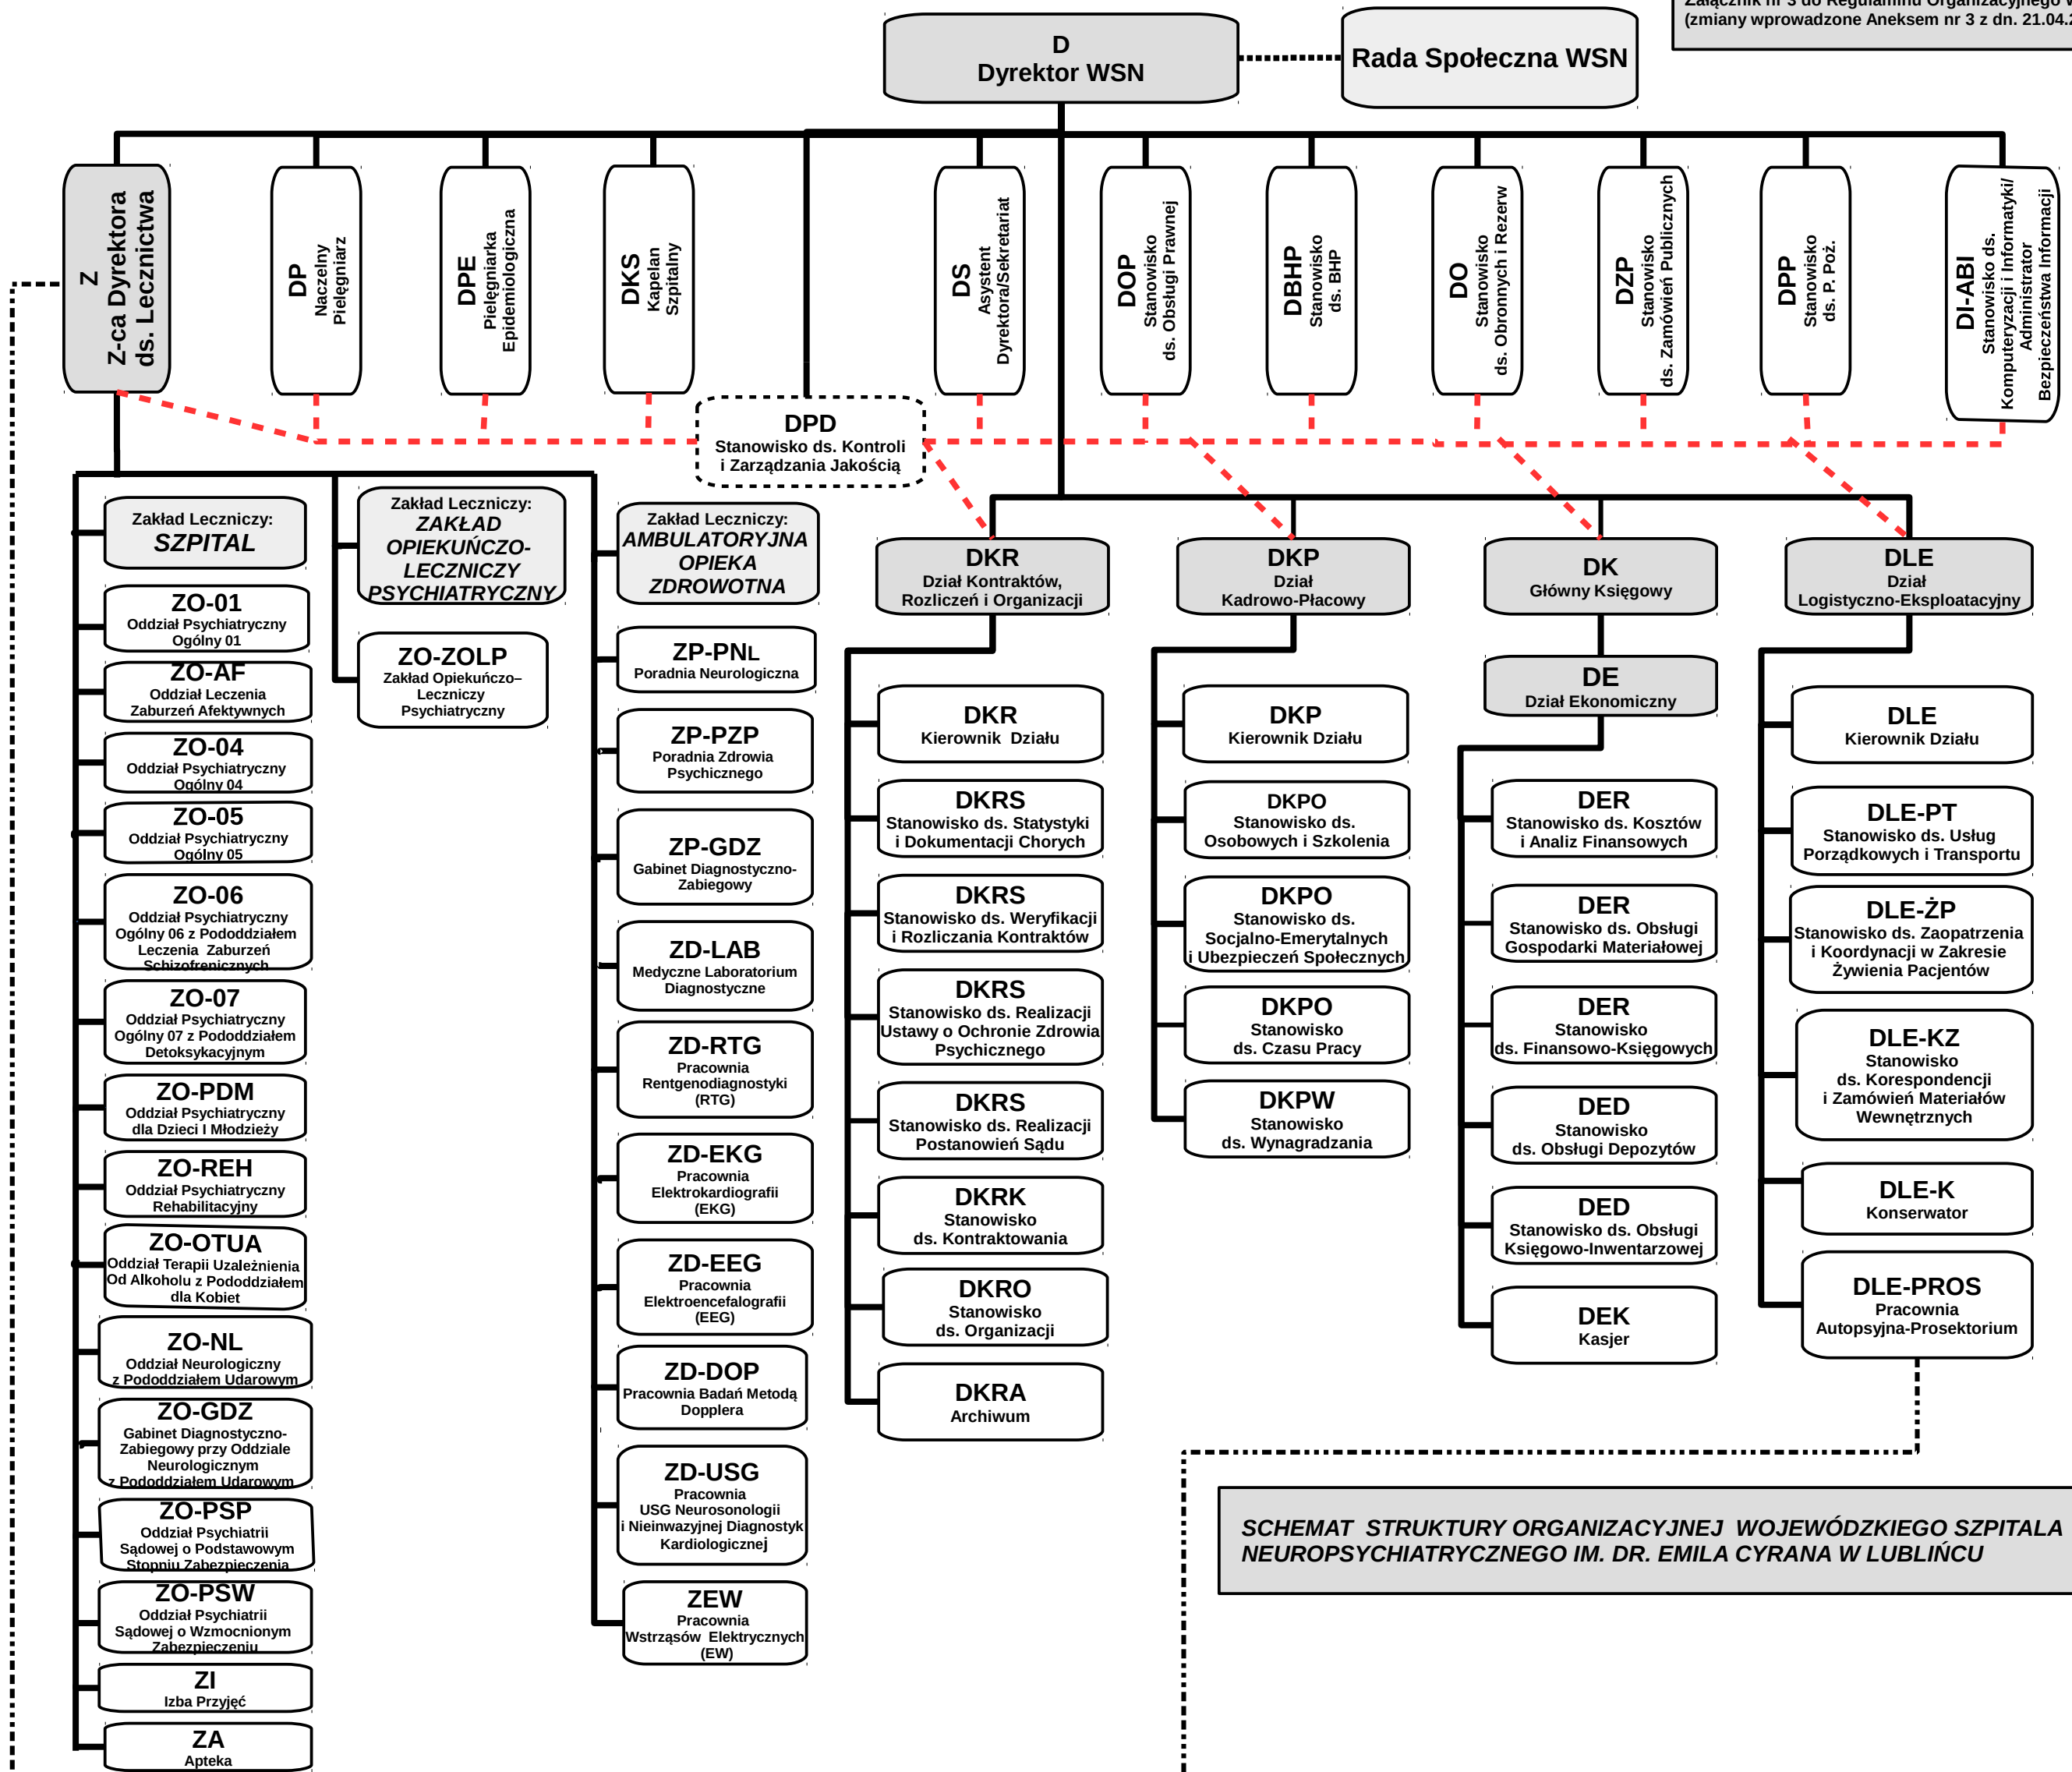 Załącznik nr 3 do Regulaminu Organizacyjnego
(zmiany wprowadzone Aneksem nr 3 z dn. 21.04.
D
Dyrektor WSN
Rada Społeczna WSN
Z
Z-ca Dyrektora
ds. Lecznictwa
DP
Naczelny
Pielęgniarz
DPE
Pielęgniarka
Epidemiologiczna
DKS
Kapelan
Szpitalny
DS
Asystent
Dyrektora/Sekretariat
DOP
Stanowisko
ds. Obsługi Prawnej
DBHP
Stanowisko
ds. BHP
DO
Stanowisko
ds. Obronnych i Rezerw
DZP
Stanowisko
ds. Zamówień Publicznych
DPP
Stanowisko
ds. P. Poż.
DI-ABI
Stanowisko ds.
Komputeryzacji i Informatyki/
Administrator
Bezpieczeństwa Informacji
DPD
Stanowisko ds. Kontroli
i Zarządzania Jakością
Zakład Leczniczy:
SZPITAL
ZO-01
Oddział Psychiatryczny
Ogólny 01
ZO-AF
Oddział Leczenia
Zaburzeń Afektywnych
ZO-04
Oddział Psychiatryczny
Ogólny 04
ZO-05
Oddział Psychiatryczny
Ogólny 05
ZO-06
Oddział Psychiatryczny
Ogólny 06 z Pododdziałem
Leczenia Zaburzeń
Schizofrenicznych
ZO-07
Oddział Psychiatryczny
Ogólny 07 z Pododdziałem
Detoksykacyjnym
ZO-PDM
Oddział Psychiatryczny
dla Dzieci I Młodzieży
ZO-REH
Oddział Psychiatryczny
Rehabilitacyjny
ZO-OTUA
Oddział Terapii Uzależnienia
Od Alkoholu z Pododdziałem
dla Kobiet
ZO-NL
Oddział Neurologiczny
z Pododdziałem Udarowym
ZO-GDZ
Gabinet Diagnostyczno-
Zabiegowy przy Oddziale
Neurologicznym
z Pododdziałem Udarowym
ZO-PSP
Oddział Psychiatrii
Sądowej o Podstawowym
Stopniu Zabezpieczenia
ZO-PSW
Oddział Psychiatrii
Sądowej o Wzmocnionym
Zabezpieczeniu
ZI
Izba Przyjęć
ZA
Apteka
Zakład Leczniczy:
ZAKŁAD
OPIEKUŃCZO-
LECZNICZY
PSYCHIATRYCZNY
ZO-ZOLP
Zakład Opiekuńczo–
Leczniczy
Psychiatryczny
Zakład Leczniczy:
AMBULATORYJNA
OPIEKA
ZDROWOTNA
ZP-PNL
Poradnia Neurologiczna
ZP-PZP
Poradnia Zdrowia
Psychicznego
ZP-GDZ
Gabinet Diagnostyczno-
Zabiegowy
ZD-LAB
Medyczne Laboratorium
Diagnostyczne
ZD-RTG
Pracownia
Rentgenodiagnostyki
(RTG)
ZD-EKG
Pracownia
Elektrokardiografii
(EKG)
ZD-EEG
Pracownia
Elektroencefalografii
(EEG)
ZD-DOP
Pracownia Badań Metodą
Dopplera
ZD-USG
Pracownia
USG Neurosonologii
i Nieinwazyjnej Diagnostyk
Kardiologicznej
ZEW
Pracownia
Wstrząsów Elektrycznych
(EW)
DKR
Dział Kontraktów,
Rozliczeń i Organizacji
DKR
Kierownik Działu
DKRS
Stanowisko ds. Statystyki
i Dokumentacji Chorych
DKRS
Stanowisko ds. Weryfikacji
i Rozliczania Kontraktów
DKRS
Stanowisko ds. Realizacji
Ustawy o Ochronie Zdrowia
Psychicznego
DKRS
Stanowisko ds. Realizacji
Postanowień Sądu
DKRK
Stanowisko
ds. Kontraktowania
DKRO
Stanowisko
ds. Organizacji
DKRA
Archiwum
DKP
Dział
Kadrowo-Płacowy
DKP
Kierownik Działu
DKPO
Stanowisko ds.
Osobowych i Szkolenia
DKPO
Stanowisko ds.
Socjalno-Emerytalnych
i Ubezpieczeń Społecznych
DKPO
Stanowisko
ds. Czasu Pracy
DKPW
Stanowisko
ds. Wynagradzania
DK
Główny Księgowy
DE
Dział Ekonomiczny
DER
Stanowisko ds. Kosztów
i Analiz Finansowych
DER
Stanowisko ds. Obsługi
Gospodarki Materiałowej
DER
Stanowisko
ds. Finansowo-Księgowych
DED
Stanowisko
ds. Obsługi Depozytów
DED
Stanowisko ds. Obsługi
Księgowo-Inwentarzowej
DEK
Kasjer
DLE
Dział
Logistyczno-Eksploatacyjny
DLE
Kierownik Działu
DLE-PT
Stanowisko ds. Usług
Porządkowych i Transportu
DLE-ŻP
Stanowisko ds. Zaopatrzenia
i Koordynacji w Zakresie
Żywienia Pacjentów
DLE-KZ
Stanowisko
ds. Korespondencji
i Zamówień Materiałów
Wewnętrznych
DLE-K
Konserwator
DLE-PROS
Pracownia
Autopsyjna-Prosektorium
SCHEMAT STRUKTURY ORGANIZACYJNEJ WOJEWÓDZKIEGO SZPITALA
NEUROPSYCHIATRYCZNEGO IM. DR. EMILA CYRANA W LUBLIŃCU